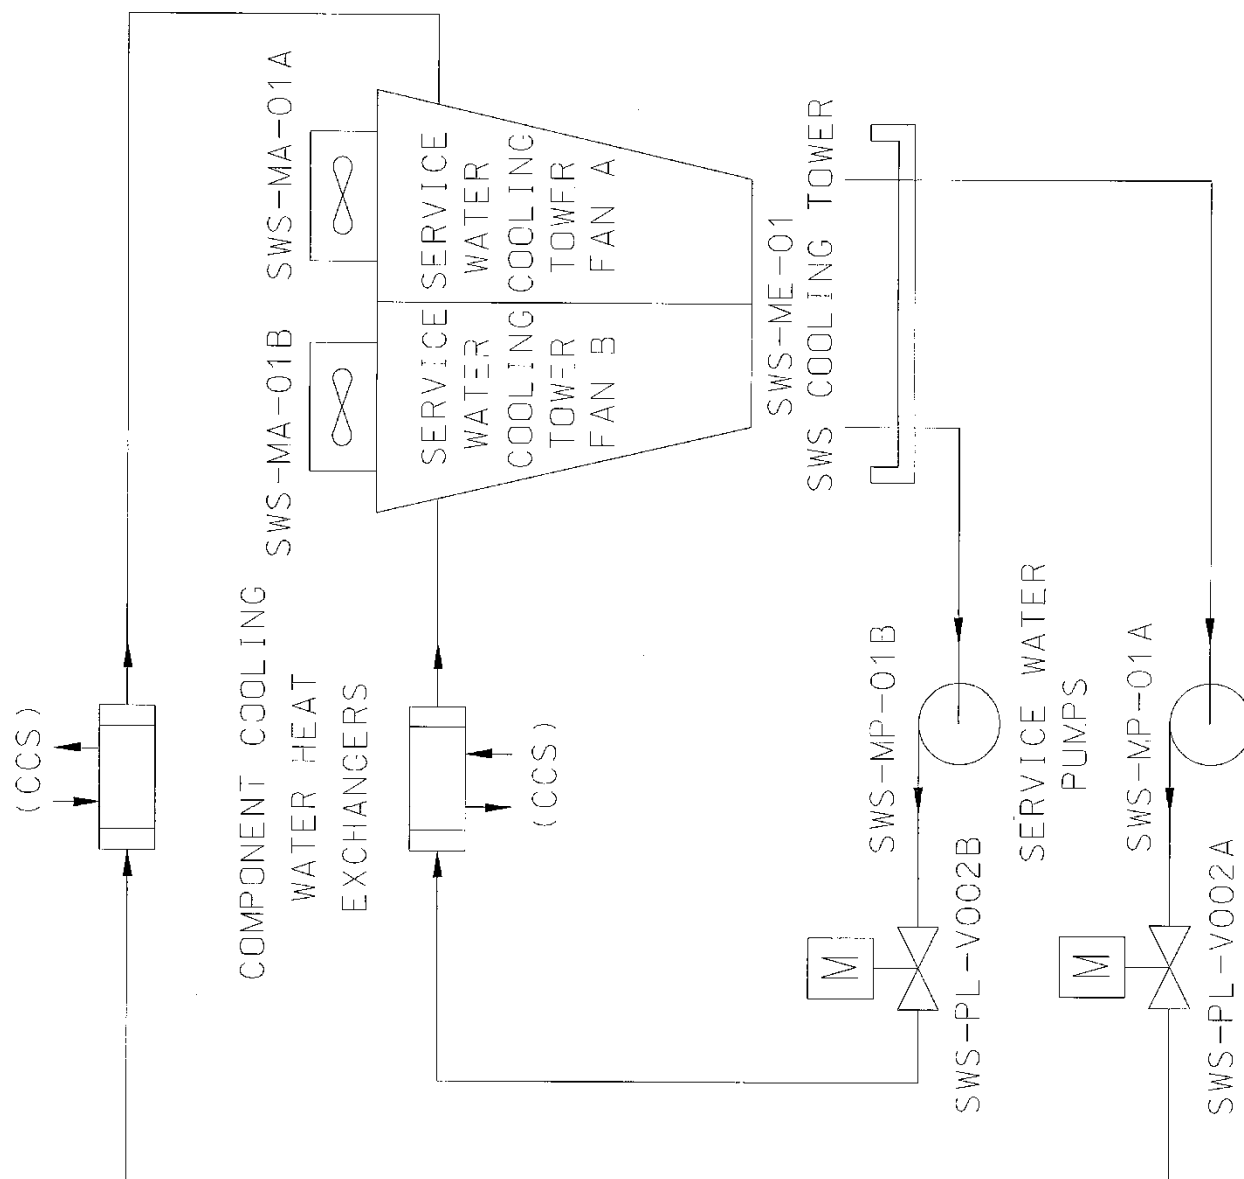 (CCS)
COMPONENT COOLING
WATER HEAT
EXCHANGERS
(CCS)
SWS-MA-01B
SWS-MA-01A
SERVICE
WATER
COOLING
TOWER
FAN B
SERVICE
WATER
COOLING
TOWER
FAN A
SWS-ME-01
SWS COOLING TOWER
M
SWS-MP-01B
SWS-PL-V002B
SERVICE WATER
PUMPS
M
SWS-MP-01A
SWS-PL-V002A